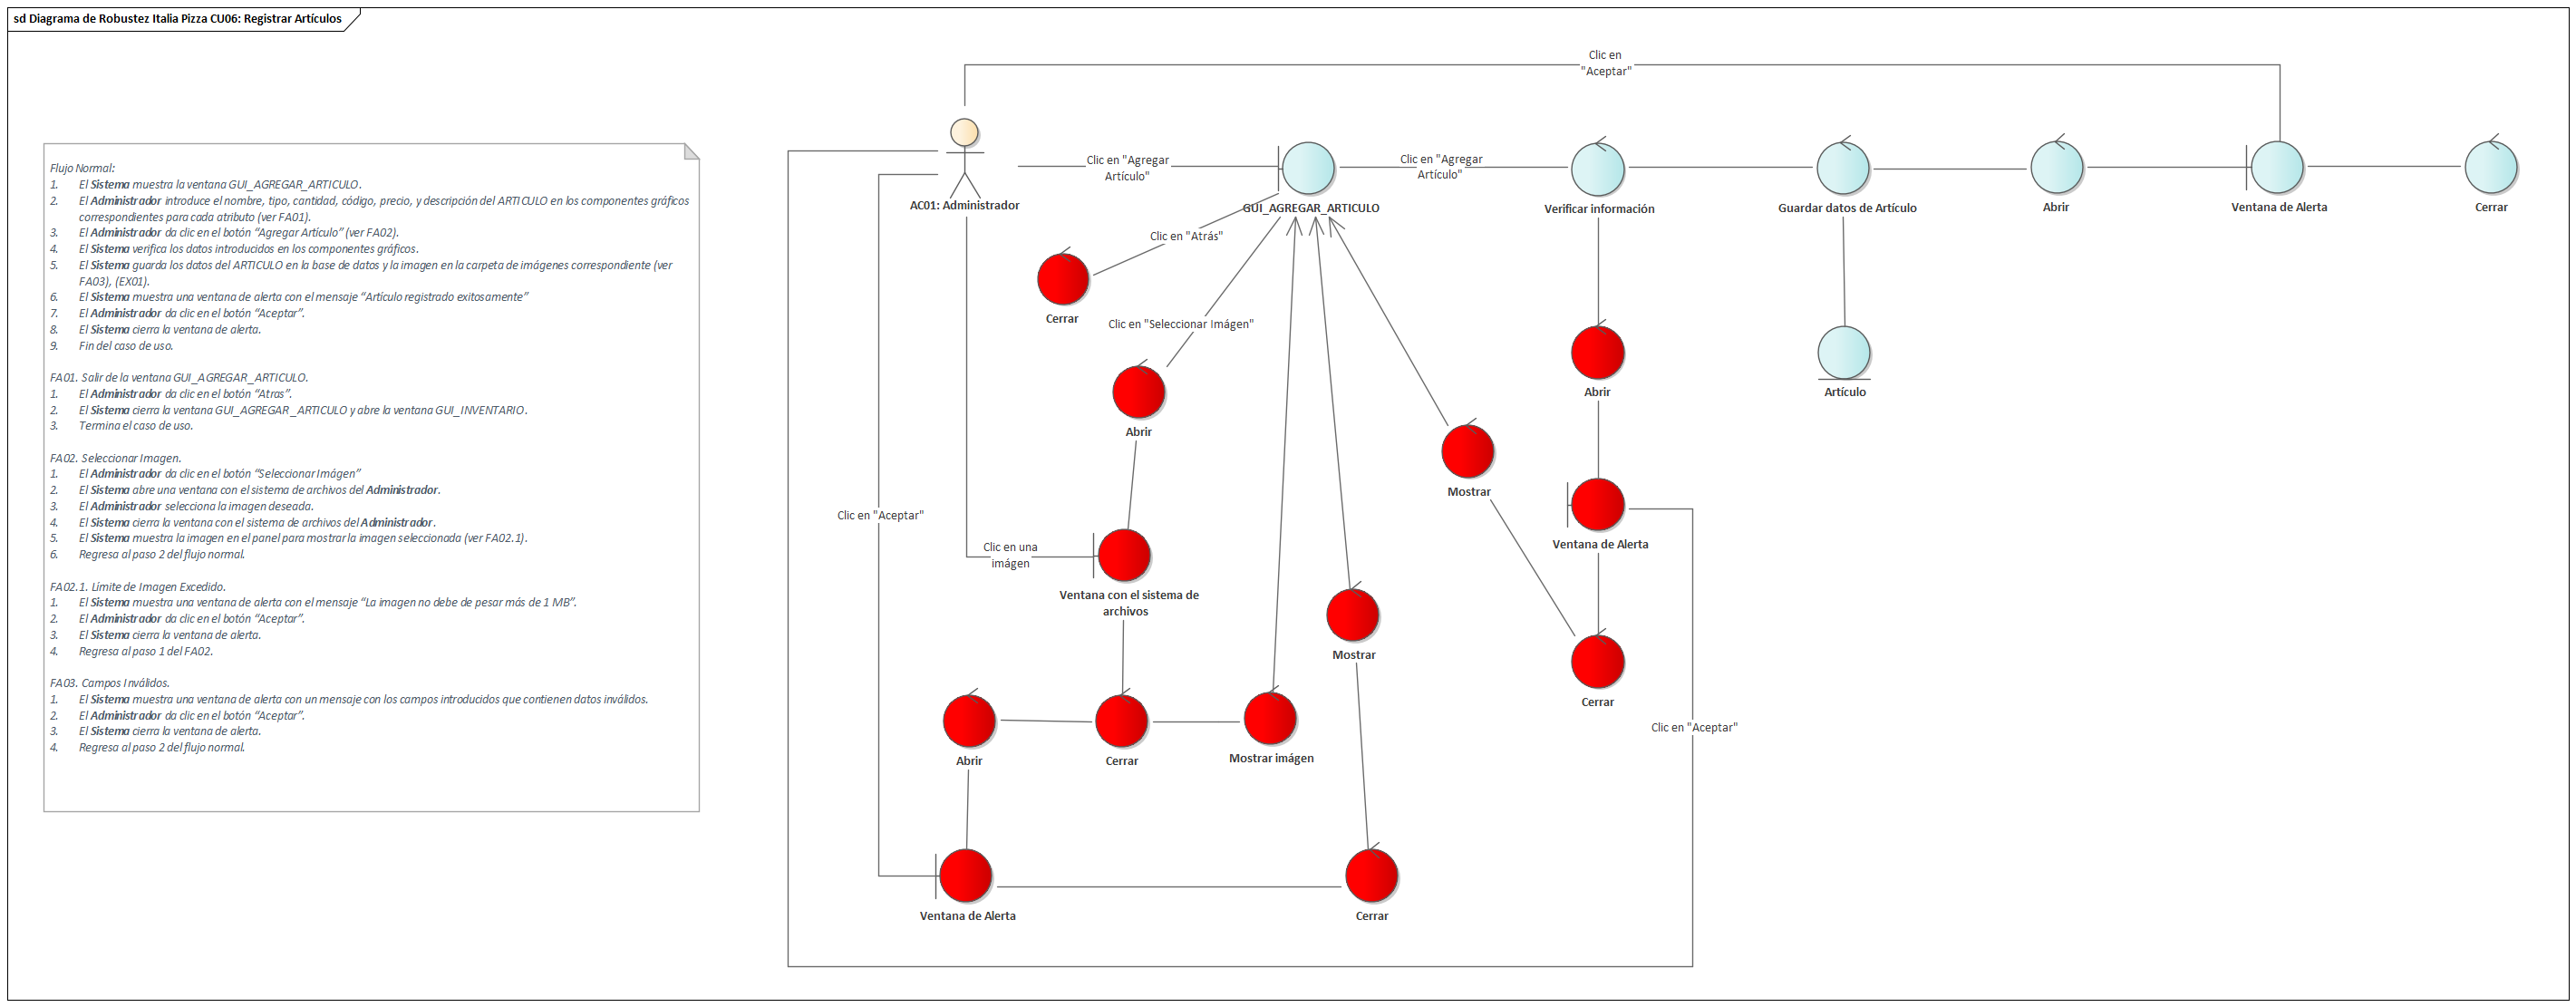 sd Diagrama de Robustez Italia Pizza CU06: Registrar Artículos
Flujo Normal:
1. El Sistema muestra la ventana GUI_AGREGAR_ARTICULO.
2. El Administrador introduce el nombre, tipo, cantidad, código, precio, y descripción del ARTICULO en los componentes gráficos
correspondientes para cada atributo (ver FA01).
3. El Administrador da clic en el botón “Agregar Artículo” (ver FA02).
4. El Sistema verifica los datos introducidos en los componentes gráficos.
5. El Sistema guarda los datos del ARTICULO en la base de datos y la imagen en la carpeta de imágenes correspondiente (ver
FA03), (EX01).
6. El Sistema muestra una ventana de alerta con el mensaje “Artículo registrado exitosamente”
7. El Administrador da clic en el botón “Aceptar”.
8. El Sistema cierra la ventana de alerta.
9. Fin del caso de uso.
FA01. Salir de la ventana GUI_AGREGAR_ARTICULO.
1. El Administrador da clic en el botón “Atras”.
2. El Sistema cierra la ventana GUI_AGREGAR_ARTICULO y abre la ventana GUI_INVENTARIO.
3. Termina el caso de uso.
FA02. Seleccionar Imagen.
1. El Administrador da clic en el botón “Seleccionar Imágen”
2. El Sistema abre una ventana con el sistema de archivos del Administrador.
3. El Administrador selecciona la imagen deseada.
4. El Sistema cierra la ventana con el sistema de archivos del Administrador.
5. El Sistema muestra la imagen en el panel para mostrar la imagen seleccionada (ver FA02.1).
6. Regresa al paso 2 del flujo normal.
FA02.1. Límite de Imagen Excedido.
1. El Sistema muestra una ventana de alerta con el mensaje “La imagen no debe de pesar más de 1 MB”.
2. El Administrador da clic en el botón “Aceptar”.
3. El Sistema cierra la ventana de alerta.
4. Regresa al paso 1 del FA02.
FA03. Campos Inválidos.
1. El Sistema muestra una ventana de alerta con un mensaje con los campos introducidos que contienen datos inválidos.
2. El Administrador da clic en el botón “Aceptar”.
3. El Sistema cierra la ventana de alerta.
4. Regresa al paso 2 del flujo normal.
Clic en
"Aceptar"
AC01: Administrador
Clic en "Agregar
Artículo"
GUI_AGREGAR_ARTICULO
Clic en "Agregar
Artículo"
Verificar información
Guardar datos de Artículo
Abrir
Ventana de Alerta
Cerrar
Clic en "Atrás"
Cerrar
Clic en "Seleccionar Imágen"
Abrir
Abrir
Artículo
Mostrar
Clic en "Aceptar"
Clic en una
imágen
Ventana de Alerta
Ventana con el sistema de
archivos
Mostrar
Cerrar
Clic en "Aceptar"
Abrir
Cerrar
Mostrar imágen
Ventana de Alerta
Cerrar